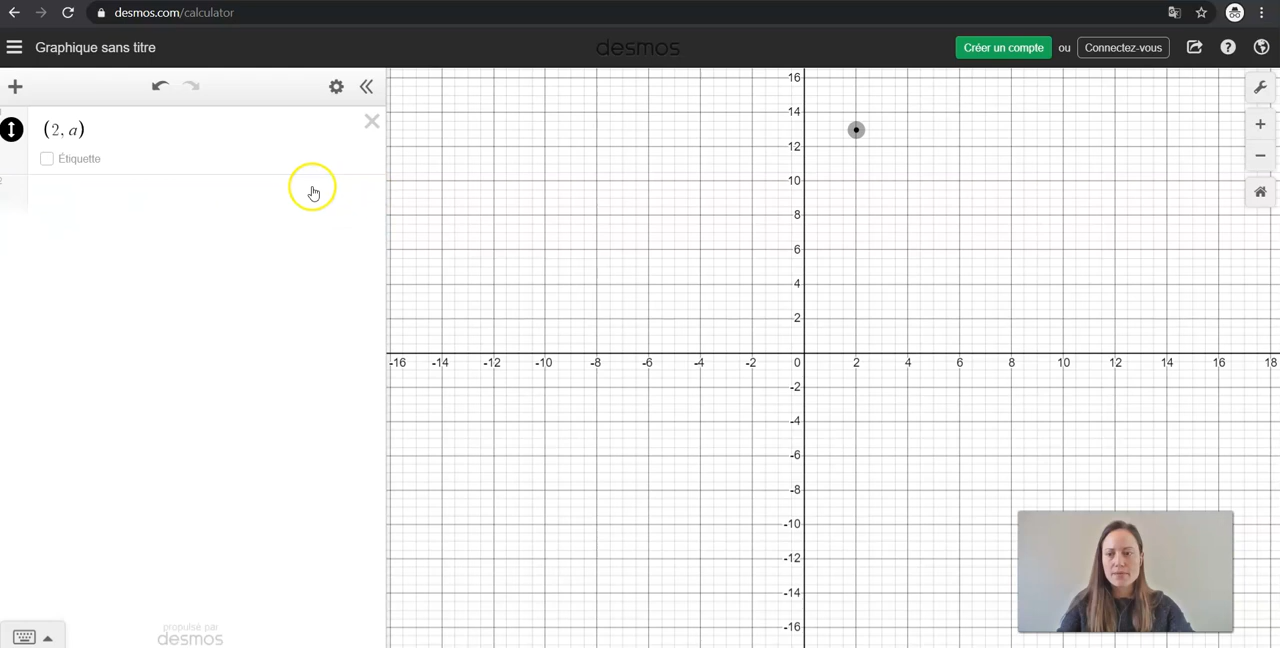 desmos.com/calculator
Graphique sans titre
desmos
Créer un compte ou Connectez-vous
1
(2, a)
Étiquette
2
16
14
12
10
8
6
4
2
-16 -14 -12 -10 -8 -6 -4 -2 0 2 4 6 8 10 12 14 16 18
-2
-4
-6
-8
-10
-12
-14
-16
propulsé par
desmos